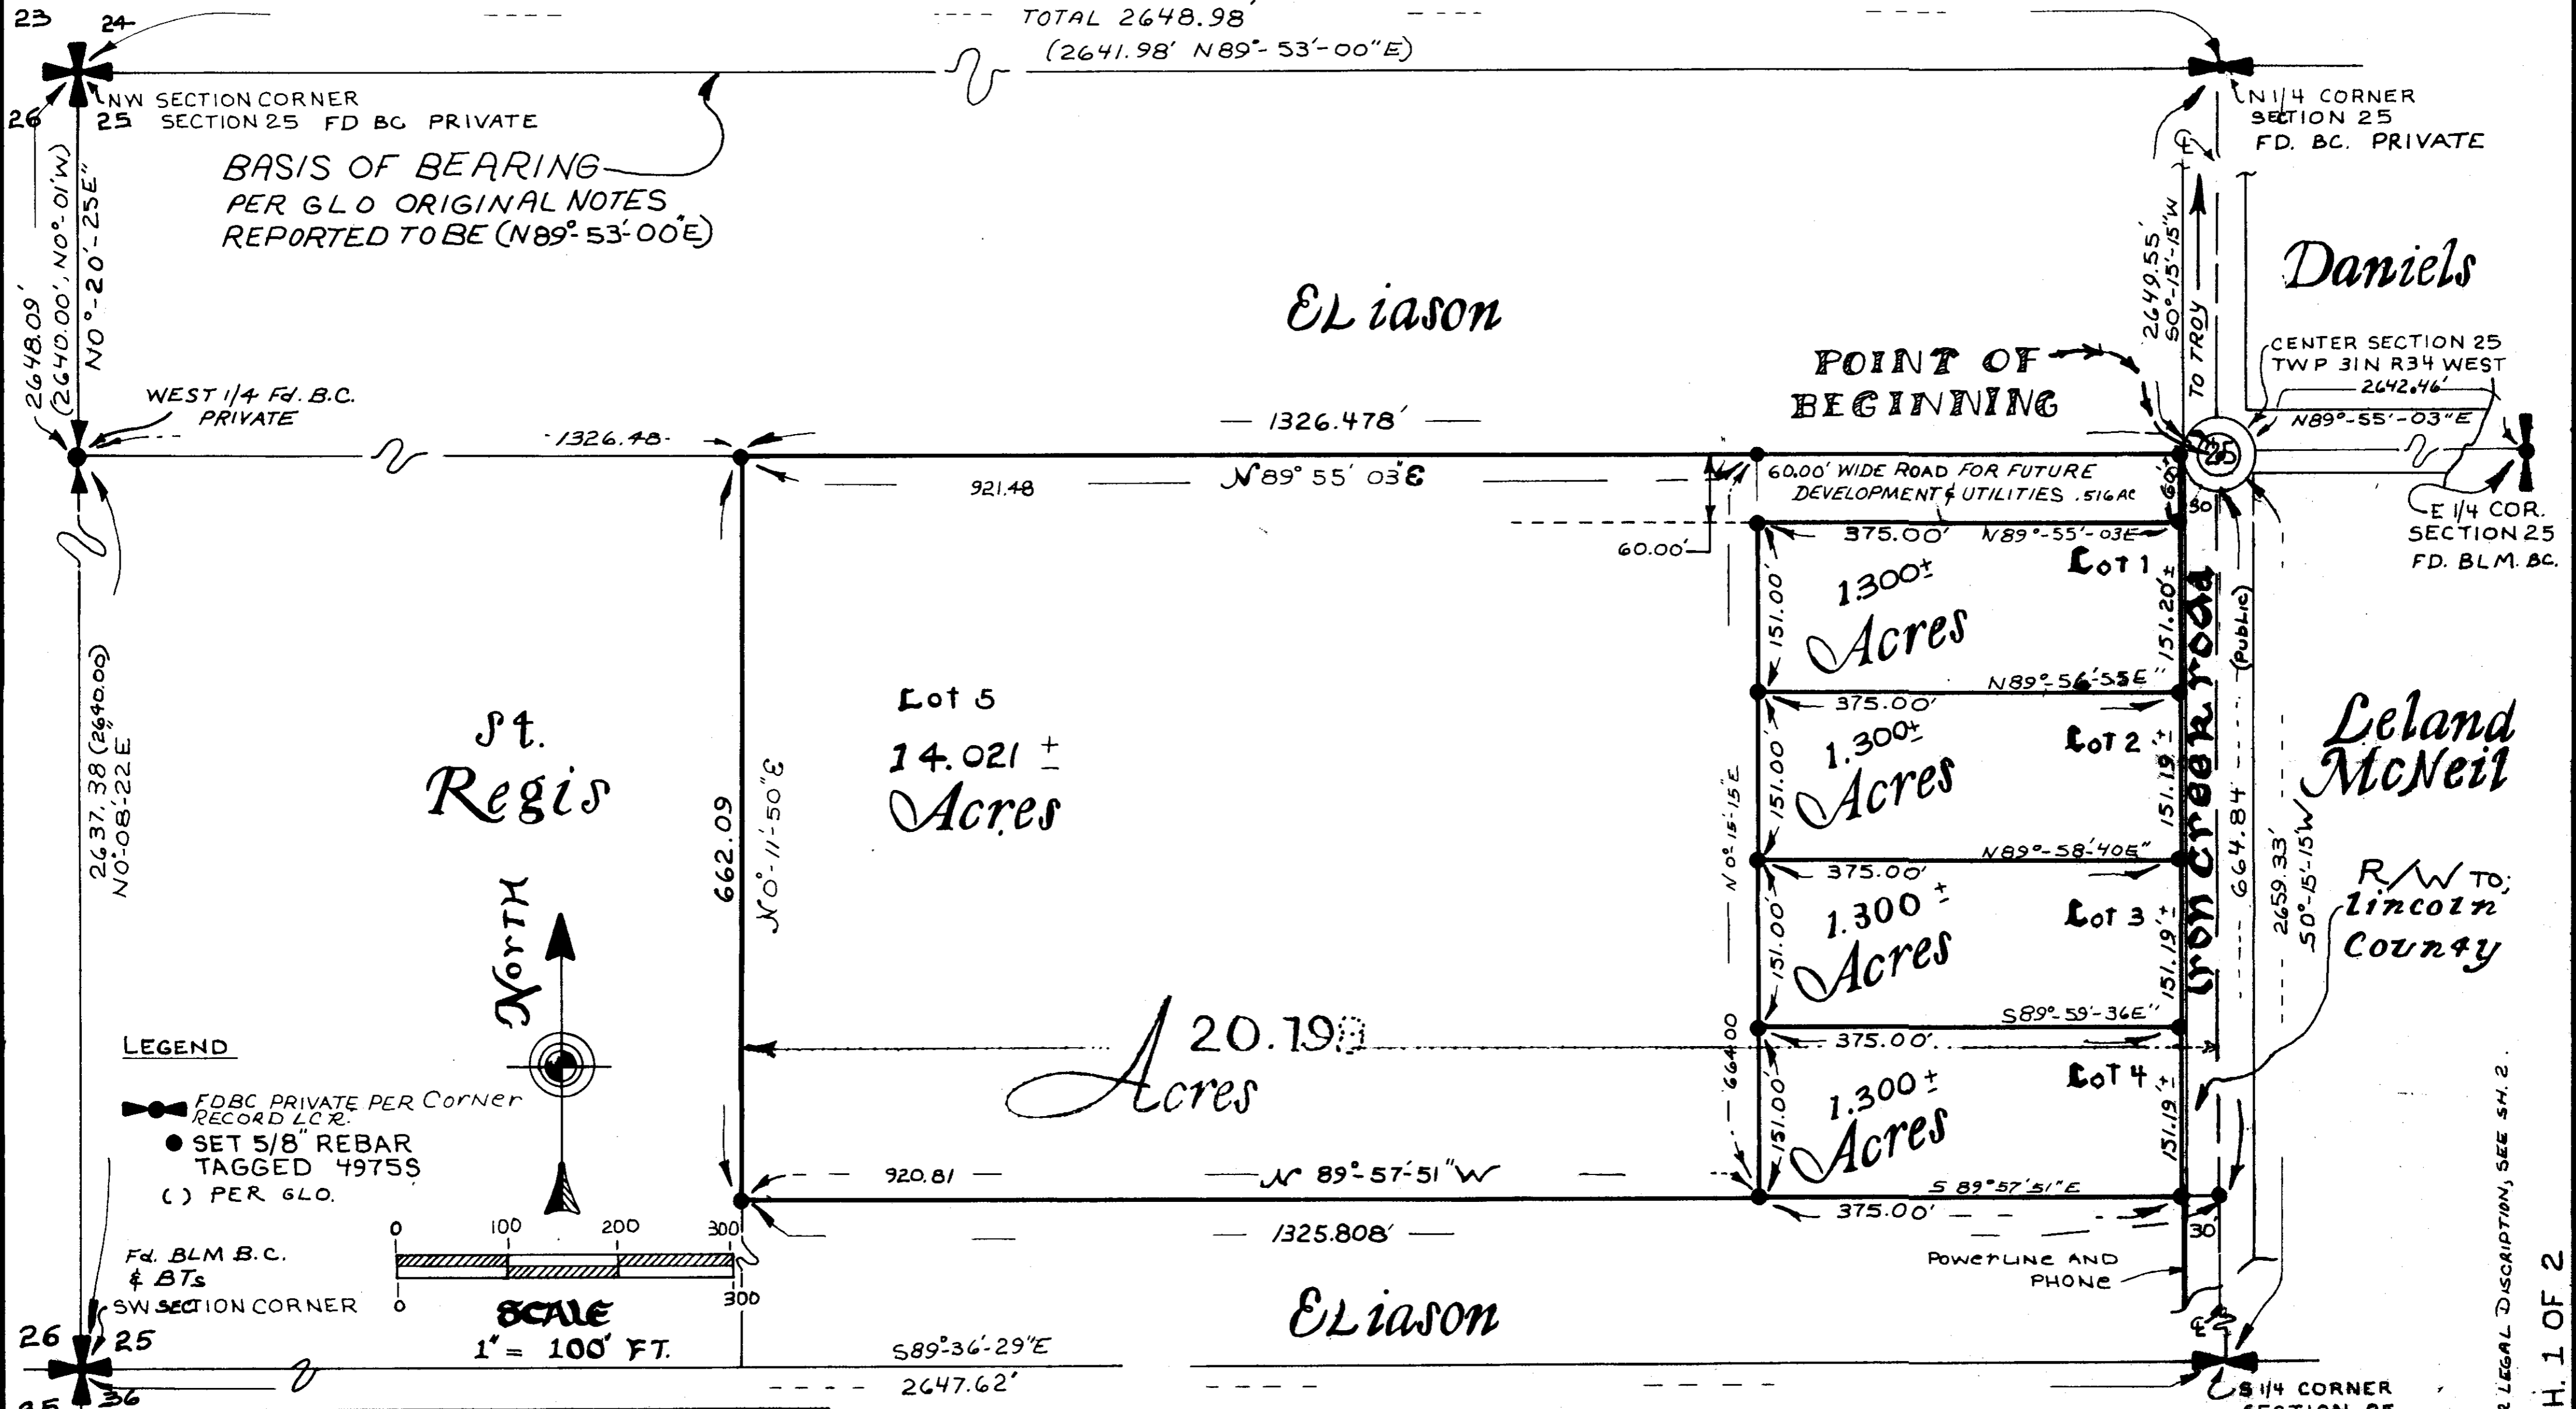 23
24
TOTAL 2648.98'
(2641.98' N89°-53'-00"E)
NW SECTION CORNER
26
25 SECTION 25 FD BC PRIVATE
N 1/4 CORNER
SECTION 25
FD. BC. PRIVATE
BASIS OF BEARING
PER GLO ORIGINAL NOTES
REPORTED TO BE (N89°-53'-00"E)
2648.09'
(2640.00', N0°-01'W)
N0°-20'-25E"
WEST 1/4 Fd. B.C.
PRIVATE
1326.48
ELiason
— 1326.478' —
921.48
N89° 55' 03"E
POINT OF
BEGINNING
2649.55'
S0°-15'-15"W
TO TROY
℄
Daniels
CENTER SECTION 25
TWP 31N R34 WEST
2642.46'
N89°-55'-03"E
25
E 1/4 COR.
SECTION 25
FD. BLM. BC.
60.00' WIDE ROAD FOR FUTURE
DEVELOPMENT & UTILITIES .516 AC
60'
30'
60.00'
375.00' N89°-55'-03E
Lot 1
1.300±
Acres
151.00'
151.20'±
N89°-56'-55E"
375.00'
Lot 2
1.300±
Acres
151.00'
151.19'±
N89°-58'-40E"
375.00'
Lot 3
1.300±
Acres
151.00'
151.19'±
S89°-59'-36E"
375.00'
Lot 4
1.300±
Acres
151.00'
151.19'±
S 89°57'51"E
375.00'
30'
N0°-15'-15"E
664.00
iron creek road
(Public)
664.84
2659.33'
S0°-15'-15"W
Leland
McNeil
R/W TO;
Lincoln
County
2637.38 (2640.00)
N0°-08'-22"E
St.
Regis
Lot 5
14.021 ±
Acres
662.09
N0°-11'-50"E
North
20.19
Acres
920.81
N 89°-57'-51"W
— 1325.808' —
LEGEND
FDBC PRIVATE PER Corner
RECORD LCR.
SET 5/8" REBAR
TAGGED 4975S
( ) PER GLO.
Fd. BLM B.C.
& BTs
SW SECTION CORNER
0 100 200 300
0 300
SCALE
1" = 100' FT.
ELiason
POWERLINE AND
PHONE
℄
26 25
36
S89°-36'-29"E
2647.62'
S 1/4 CORNER
LEGAL DISCRIPTION, SEE SH. 2.
H. 1 OF 2